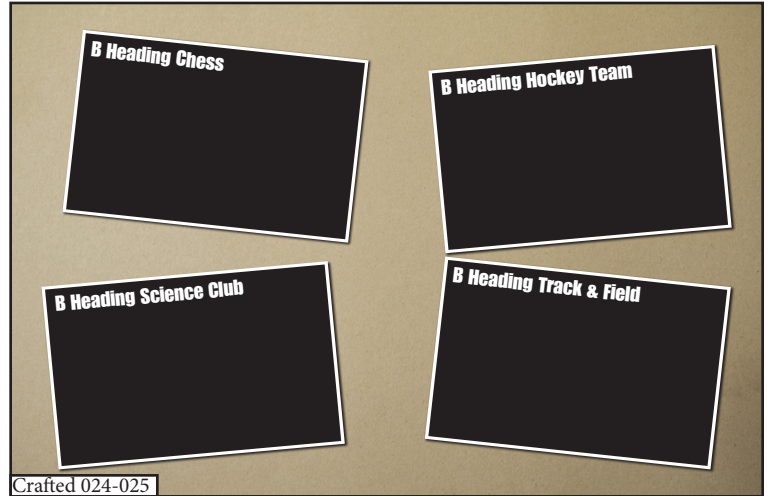 B Heading Chess
B Heading Hockey Team
B Heading Science Club
B Heading Track & Field
Crafted 024-025